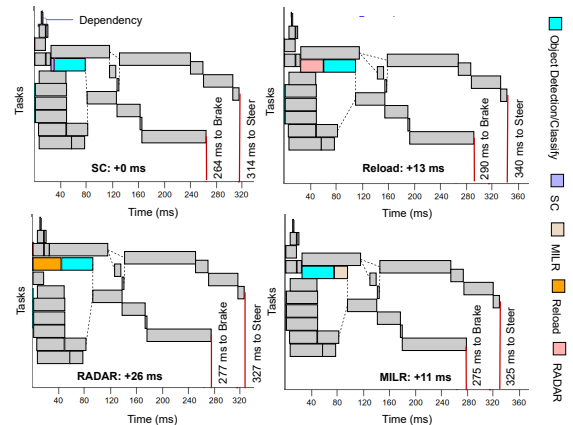 Dependency
Tasks
SC: +0 ms
264 ms to Brake
314 ms to Steer
40 80 120 160 200 240 280 320
Time (ms)
Tasks
Reload: +13 ms
290 ms to Brake
340 ms to Steer
40 80 120 160 200 240 280 320
Time (ms)
Tasks
RADAR: +26 ms
277 ms to Brake
327 ms to Steer
40 80 120 160 200 240 280 320
Time (ms)
Tasks
MILR: +11 ms
275 ms to Brake
325 ms to Steer
40 80 120 160 200 240 280 320
Time (ms)
Object Detection/Classify
SC
MILR
Reload
RADAR